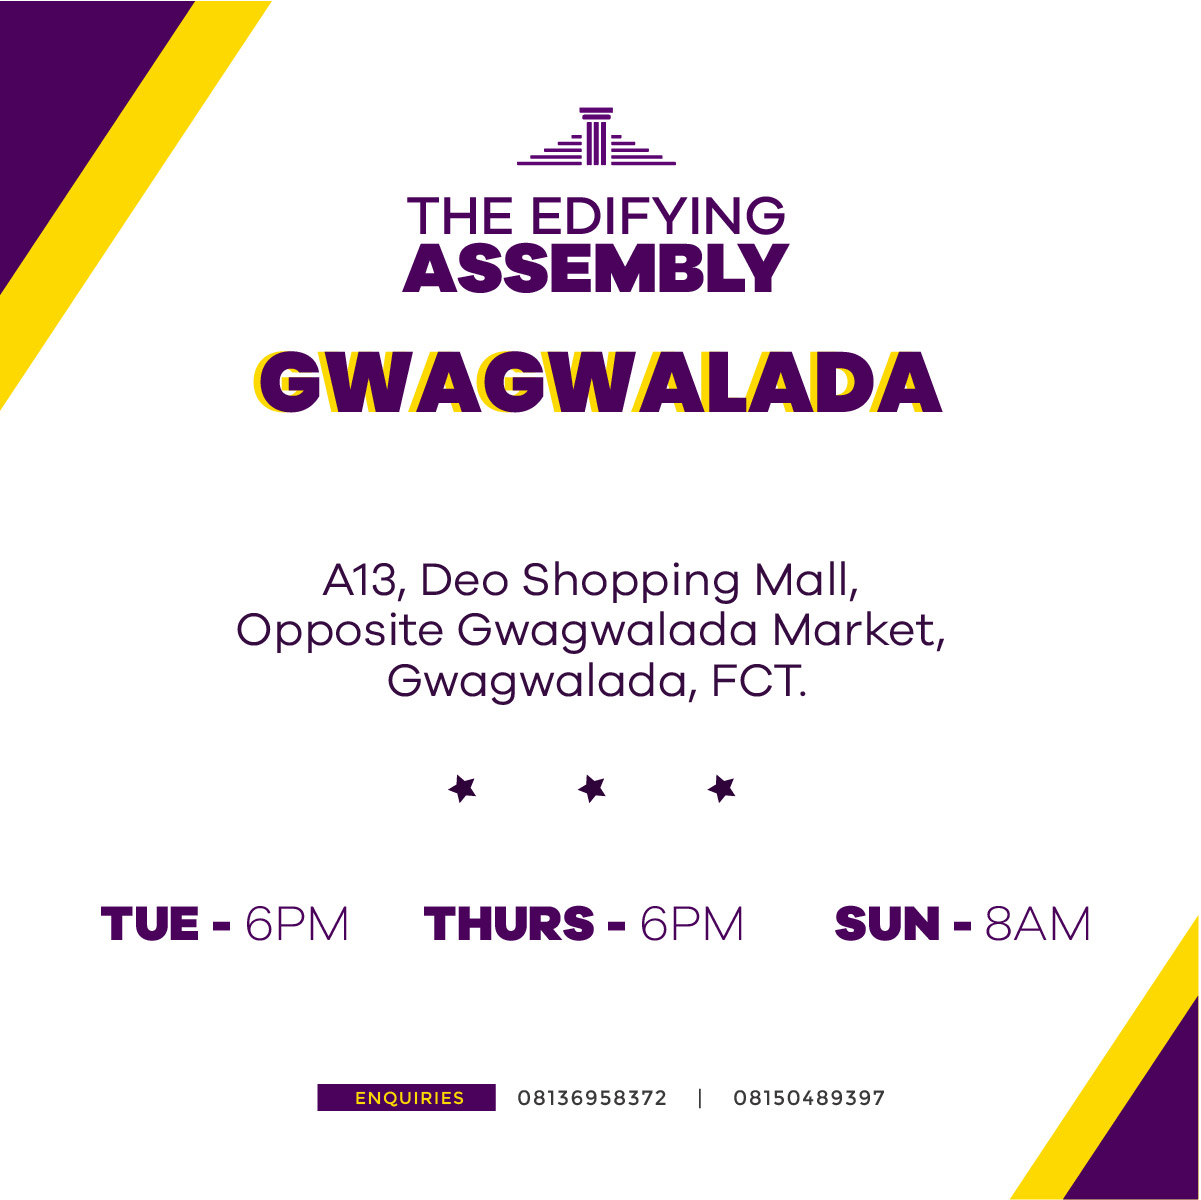 THE EDIFYING
ASSEMBLY
GWAGWALADA
A13, Deo Shopping Mall,
Opposite Gwagwalada Market,
Gwagwalada, FCT.
TUE - 6PM THURS - 6PM SUN - 8AM
ENQUIRIES 08136958372 | 08150489397